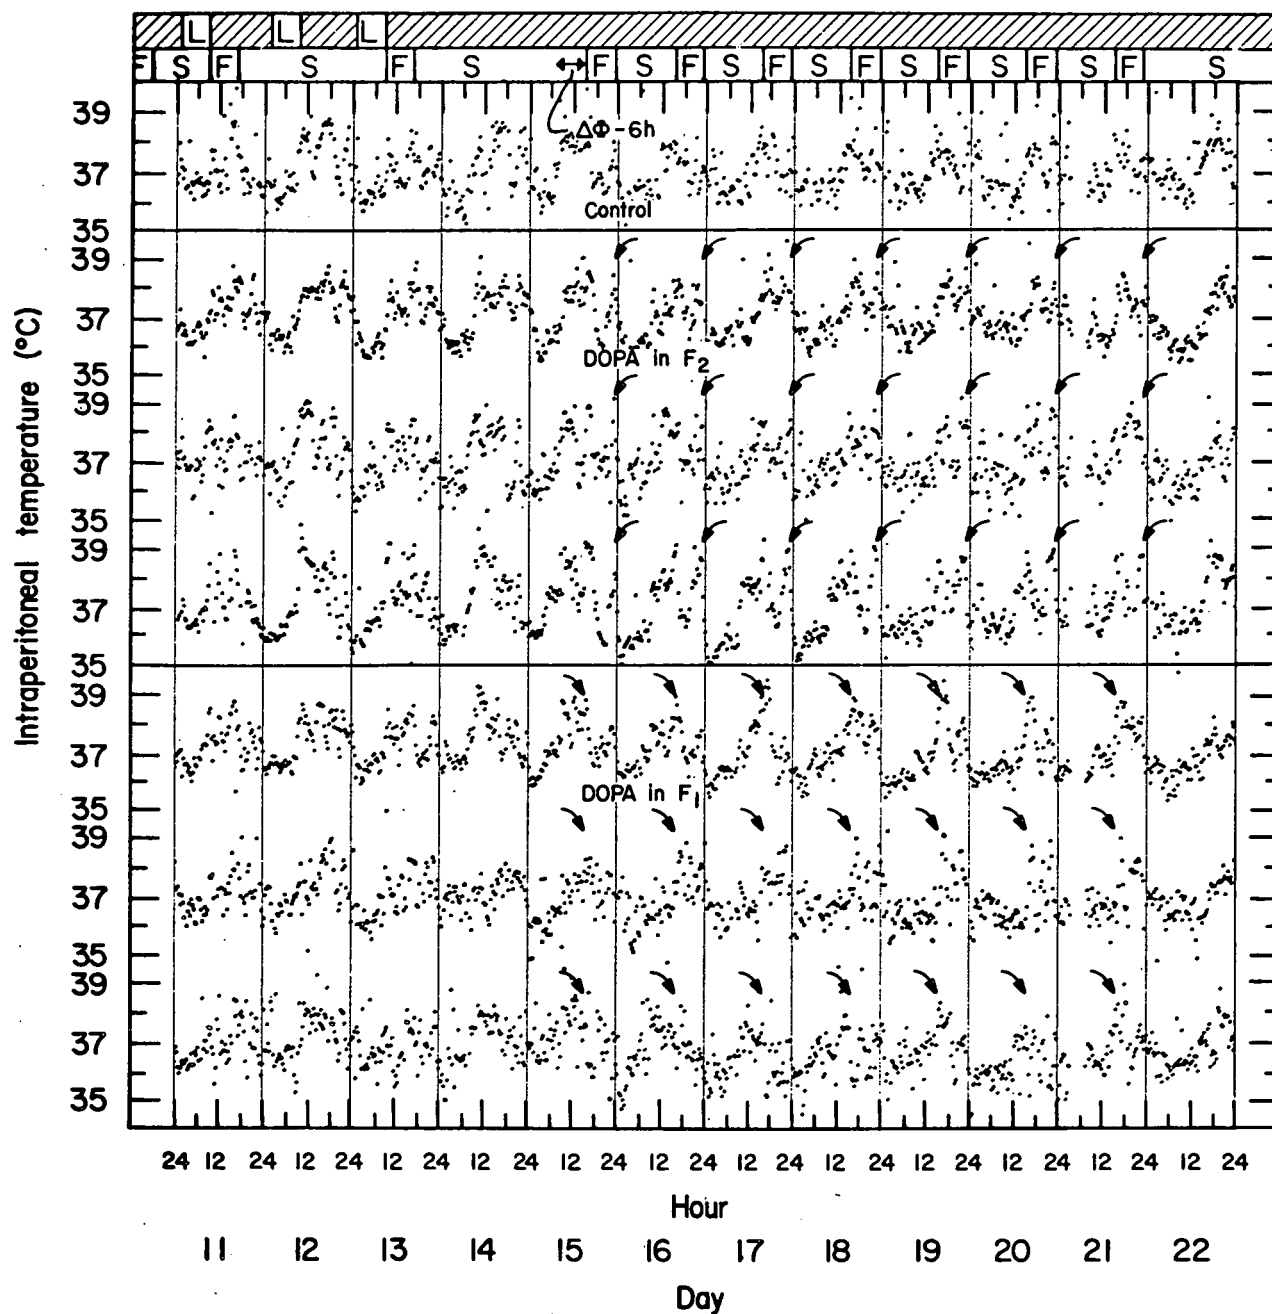 L L L
F S F S F S F S F S F S F S F S F S F S
ΔΦ-6h
39
37
Control
35
39
37
DOPA in F2
35
39
37
35
39
37
35
39
37
DOPA in F1
35
39
37
35
39
37
35
Intraperitoneal temperature (°C)
24 12 24 12 24 12 24 12 24 12 24 12 24 12 24 12 24 12 24 12 24 12 24 12 24
Hour
11 12 13 14 15 16 17 18 19 20 21 22
Day